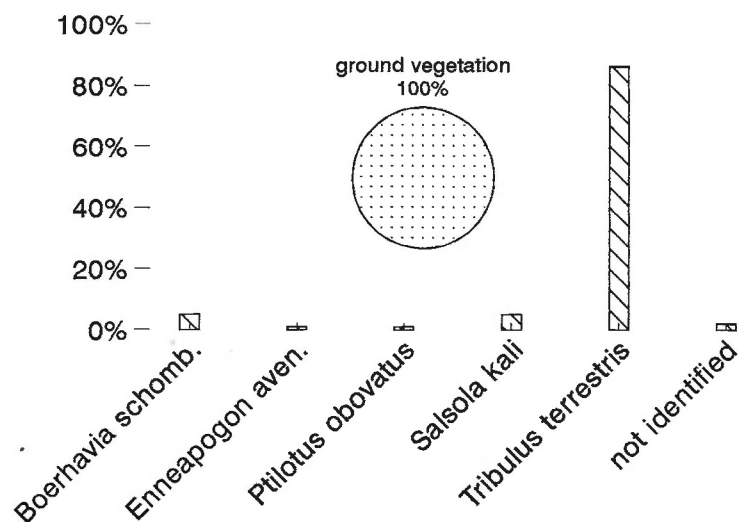 100%
80%
60%
40%
20%
0%
ground vegetation
100%
Boerhavia schomb.
Enneapogon aven.
Ptilotus obovatus
Salsola kali
Tribulus terrestris
not identified